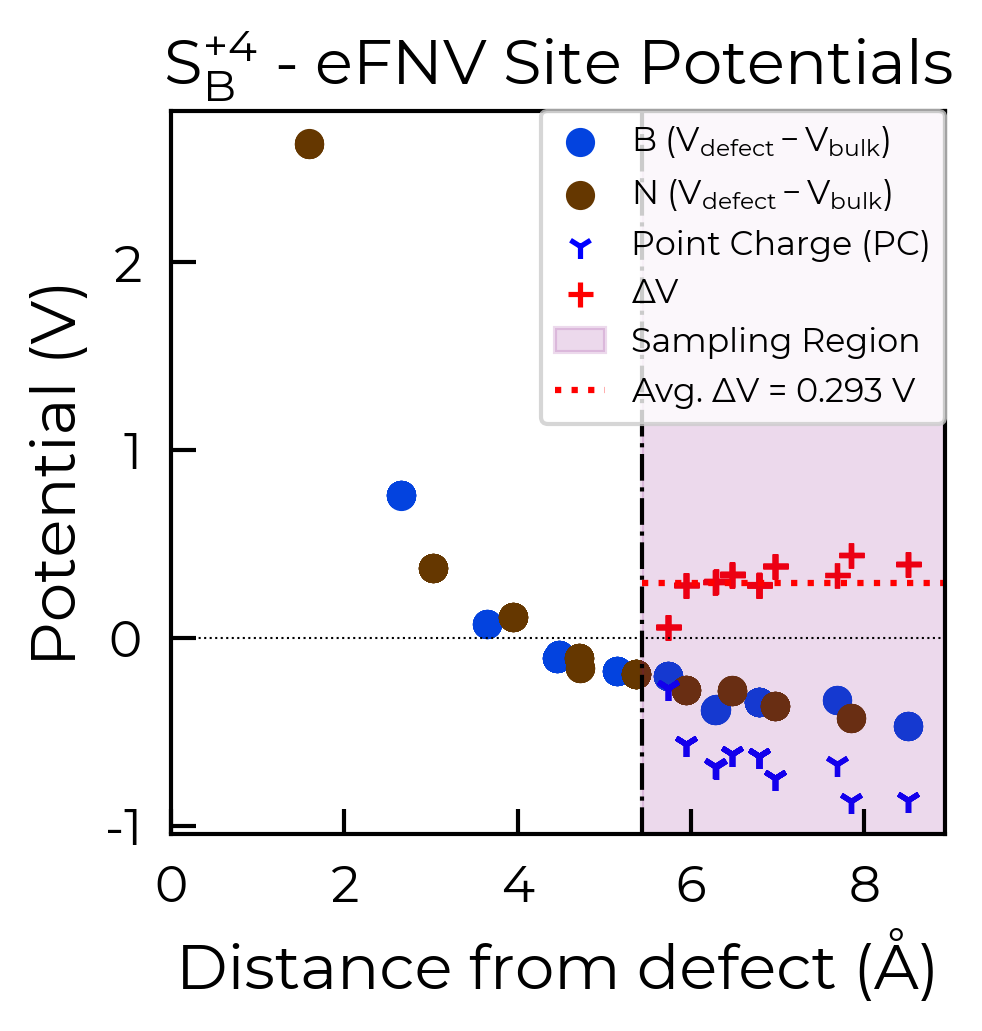 S_B^{+4} - eFNV Site Potentials
B (V_defect − V_bulk)
N (V_defect − V_bulk)
Point Charge (PC)
ΔV
Sampling Region
Avg. ΔV = 0.293 V
Potential (V)
2
1
0
-1
0 2 4 6 8
Distance from defect (Å)